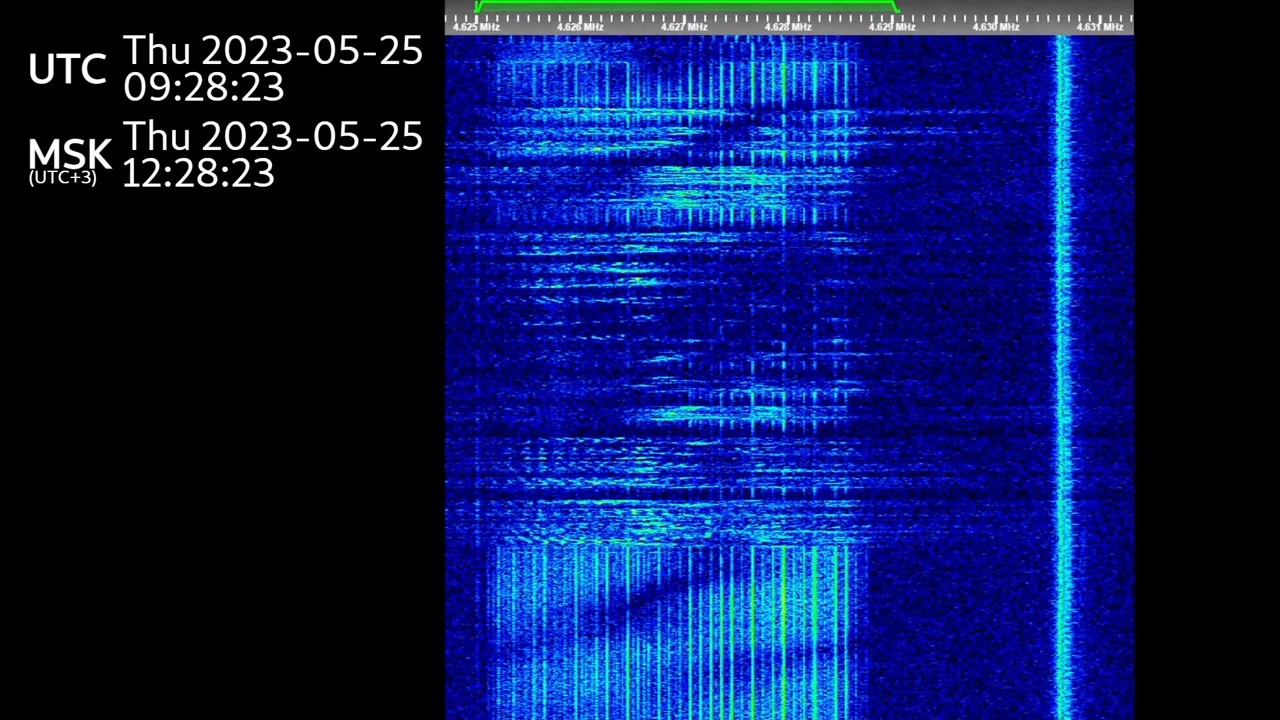 UTC Thu 2023-05-25
09:28:23
MSK Thu 2023-05-25
(UTC+3) 12:28:23
4.625 MHz 4.626 MHz 4.627 MHz 4.628 MHz 4.629 MHz 4.630 MHz 4.631 MHz